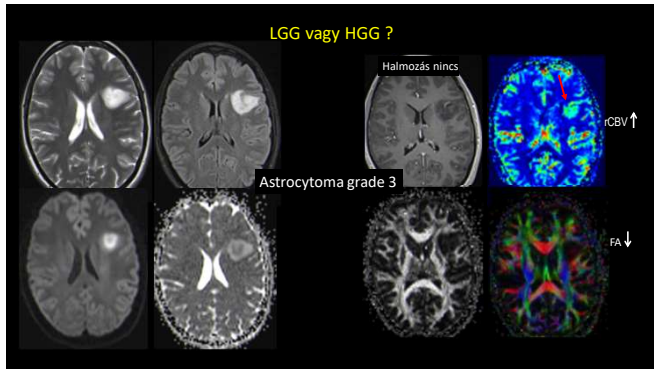 LGG vagy HGG ?
Halmozás nincs
rCBV ↑
Astrocytoma grade 3
FA ↓